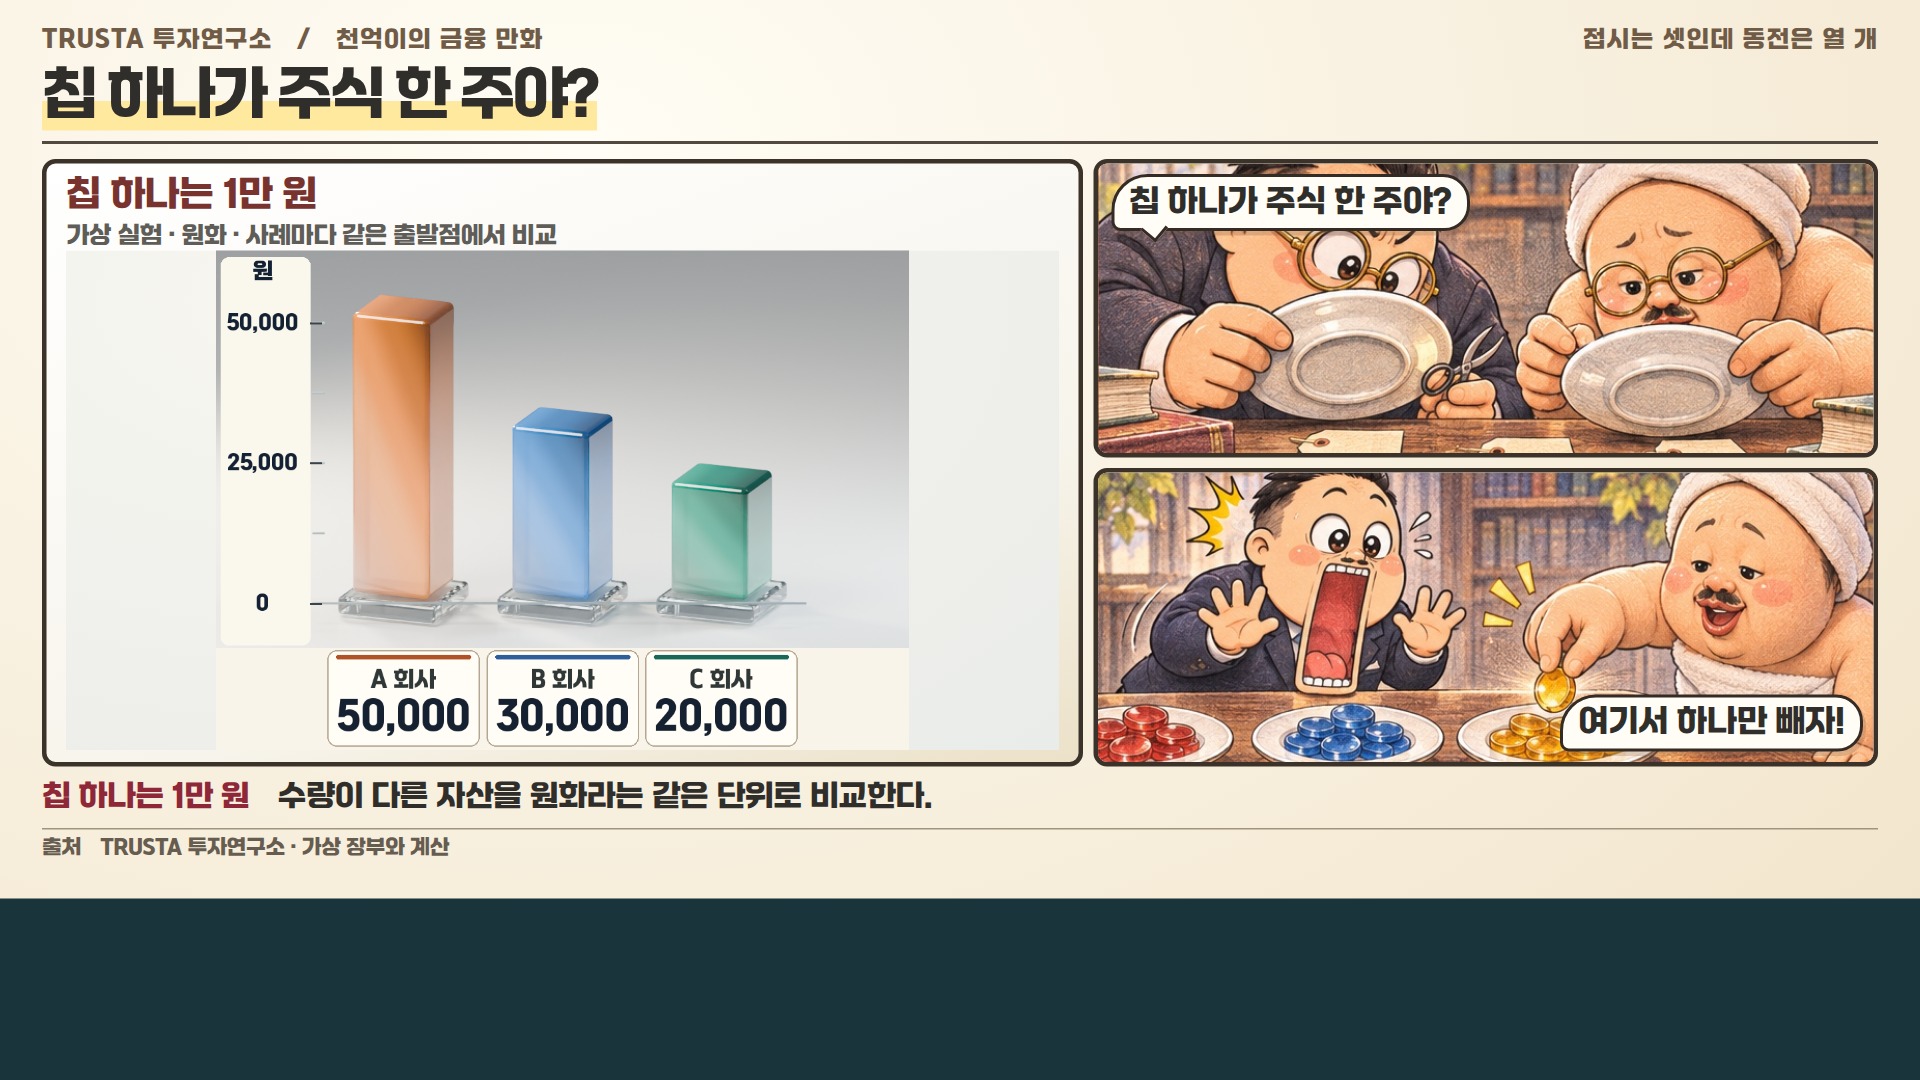 TRUSTA 투자연구소 / 천억이의 금융 만화
접시는 셋인데 동전은 열 개
칩 하나가 주식 한 주야?
칩 하나는 1만 원
가상 실험 · 원화 · 사례마다 같은 출발점에서 비교
원
50,000
25,000
0
A 회사
50,000
B 회사
30,000
C 회사
20,000
칩 하나가 주식 한 주야?
여기서 하나만 빼자!
칩 하나는 1만 원 수량이 다른 자산을 원화라는 같은 단위로 비교한다.
출처 TRUSTA 투자연구소 · 가상 장부와 계산